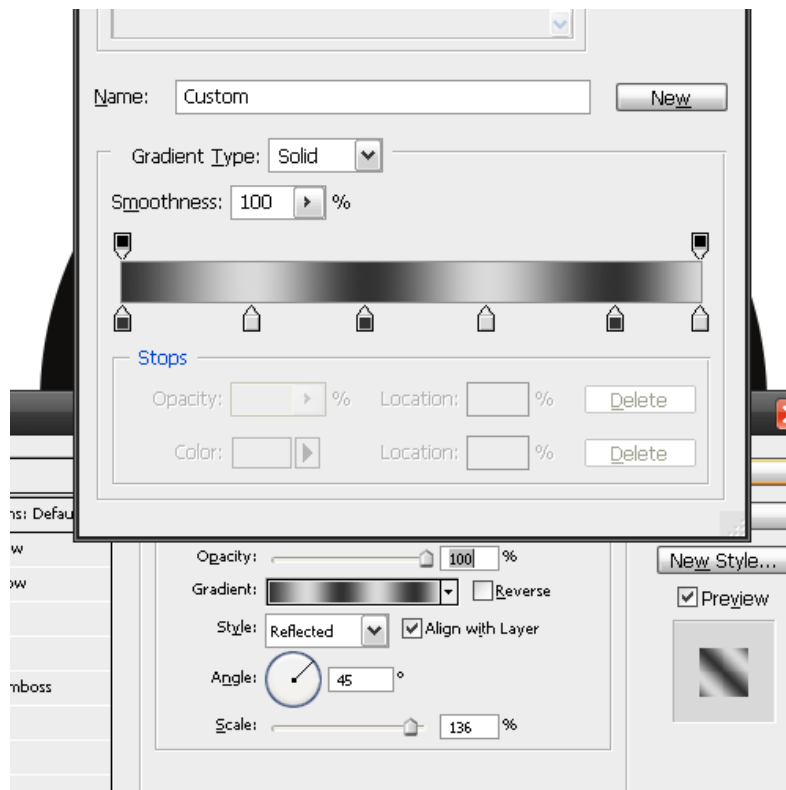 Name: Custom New
Gradient Type: Solid
Smoothness: 100 %
Stops
Opacity: % Location: % Delete
Color: Location: % Delete
ns: Defau
w
Opacity: 100 %
New Style...
ow
Gradient: Reverse
Preview
Style: Reflected Align with Layer
mboss
Angle: 45 °
Scale: 136 %